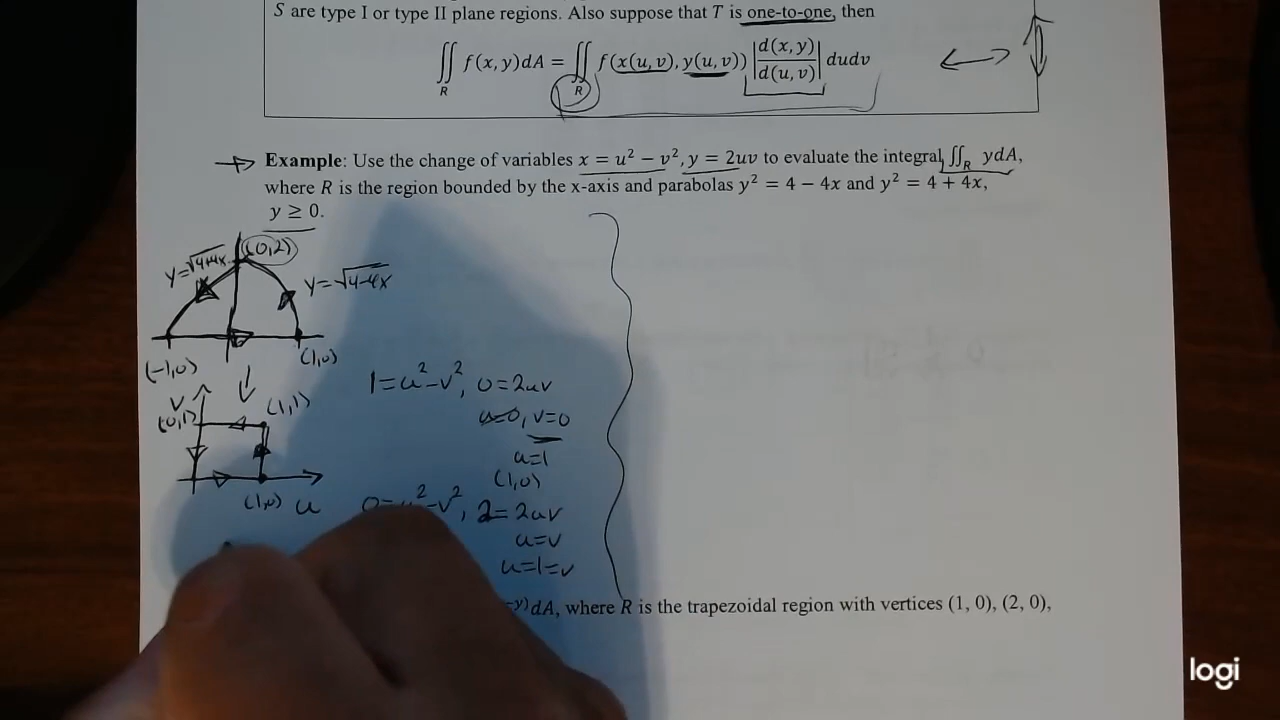 S are type I or type II plane regions. Also suppose that T is one-to-one, then
∬_R f(x, y)dA = ∬_R f(x(u, v), y(u, v)) |d(x, y)/d(u, v)| dudv
Example: Use the change of variables x = u² − v², y = 2uv to evaluate the integral ∬_R ydA,
where R is the region bounded by the x-axis and parabolas y² = 4 − 4x and y² = 4 + 4x,
y ≥ 0.
(0,2)
y=√4+4x
y=√4-4x
(-1,0)
(1,0)
V
(0,1)
(1,1)
(1,0) u
1=u²-v², 0=2uv
u=0, v=0
u=1
(1,0)
0=u²-v², 2=2uv
u=v
u=1=v
-y)dA, where R is the trapezoidal region with vertices (1, 0), (2, 0),
logi